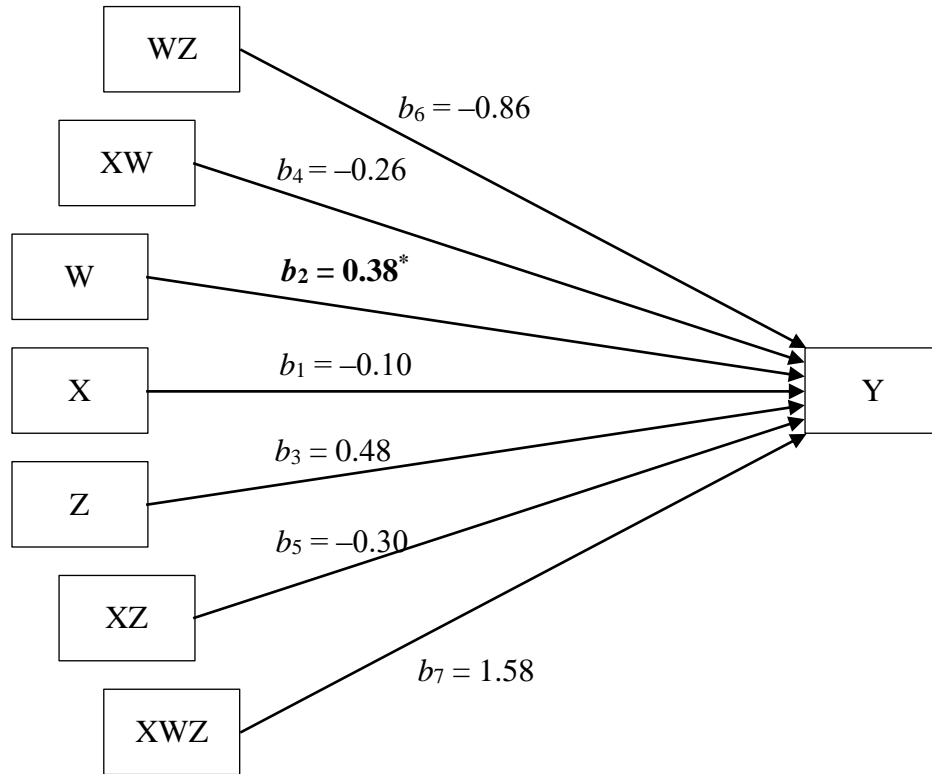 WZ
b₆ = –0.86
XW
b₄ = –0.26
W
b₂ = 0.38*
X
b₁ = –0.10
Y
Z
b₃ = 0.48
b₅ = –0.30
XZ
b₇ = 1.58
XWZ